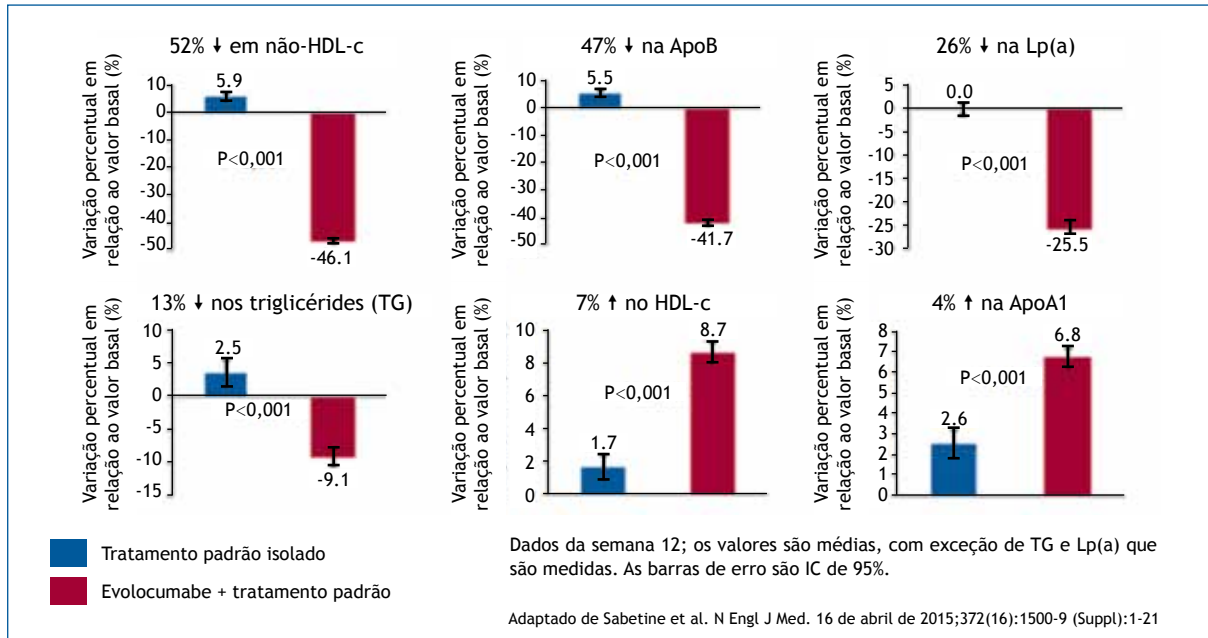 52% ↓ em não-HDL-c
Variação percentual em
relação ao valor basal (%)
10
0
-10
-20
-30
-40
-50
5.9
P<0,001
-46.1
47% ↓ na ApoB
Variação percentual em
relação ao valor basal (%)
10
0
-10
-20
-30
-40
-50
5.5
P<0,001
-41.7
26% ↓ na Lp(a)
Variação percentual em
relação ao valor basal (%)
5
0
-5
-10
-15
-20
-25
-30
0.0
P<0,001
-25.5
13% ↓ nos triglicérides (TG)
Variação percentual em
relação ao valor basal (%)
10
5
0
-5
-10
-15
2.5
P<0,001
-9.1
7% ↑ no HDL-c
Variação percentual em
relação ao valor basal (%)
10
8
6
4
2
0
1.7
P<0,001
8.7
4% ↑ na ApoA1
Variação percentual em
relação ao valor basal (%)
8
7
6
5
4
3
2
1
0
2.6
P<0,001
6.8
Tratamento padrão isolado
Evolocumabe + tratamento padrão
Dados da semana 12; os valores são médias, com exceção de TG e Lp(a) que
são medidas. As barras de erro são IC de 95%.
Adaptado de Sabetine et al. N Engl J Med. 16 de abril de 2015;372(16):1500-9 (Suppl):1-21